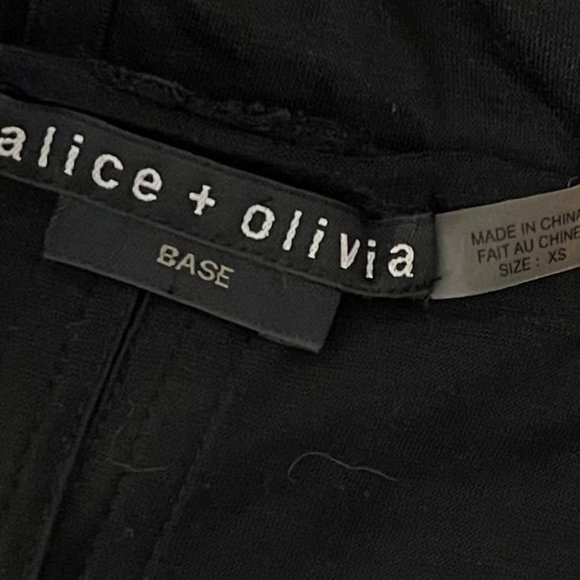 alice + olivia
BASE
MADE IN CHINA
FAIT AU CHINE
SIZE : XS